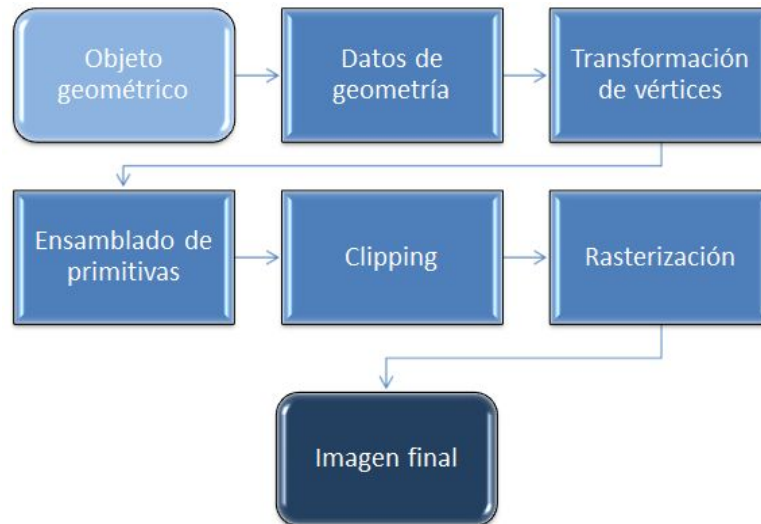 Objeto
geométrico
Datos de
geometría
Transformación
de vértices
Ensamblado de
primitivas
Clipping
Rasterización
Imagen final